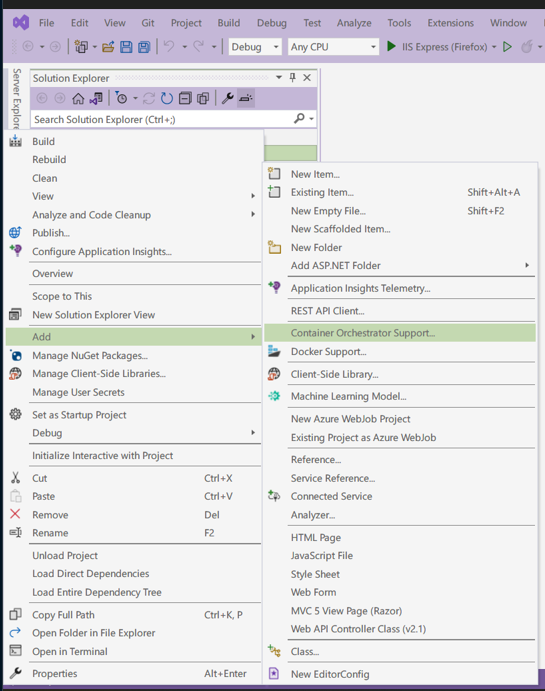 File Edit View Git Project Build Debug Test Analyze Tools Extensions Window
Debug Any CPU IIS Express (Firefox)
Server Explorer
Solution Explorer
Search Solution Explorer (Ctrl+;)
Build
Rebuild
Clean
View
Analyze and Code Cleanup
Publish...
Configure Application Insights...
Overview
Scope to This
New Solution Explorer View
Add
Manage NuGet Packages...
Manage Client-Side Libraries...
Manage User Secrets
Set as Startup Project
Debug
Initialize Interactive with Project
Cut Ctrl+X
Paste Ctrl+V
Remove Del
Rename F2
Unload Project
Load Direct Dependencies
Load Entire Dependency Tree
Copy Full Path Ctrl+K, P
Open Folder in File Explorer
Open in Terminal
Properties Alt+Enter
New Item...
Existing Item... Shift+Alt+A
New Empty File... Shift+F2
New Scaffolded Item...
New Folder
Add ASP.NET Folder
Application Insights Telemetry...
REST API Client...
Container Orchestrator Support...
Docker Support...
Client-Side Library...
Machine Learning Model...
New Azure WebJob Project
Existing Project as Azure WebJob
Reference...
Service Reference...
Connected Service
Analyzer...
HTML Page
JavaScript File
Style Sheet
Web Form
MVC 5 View Page (Razor)
Web API Controller Class (v2.1)
Class...
New EditorConfig